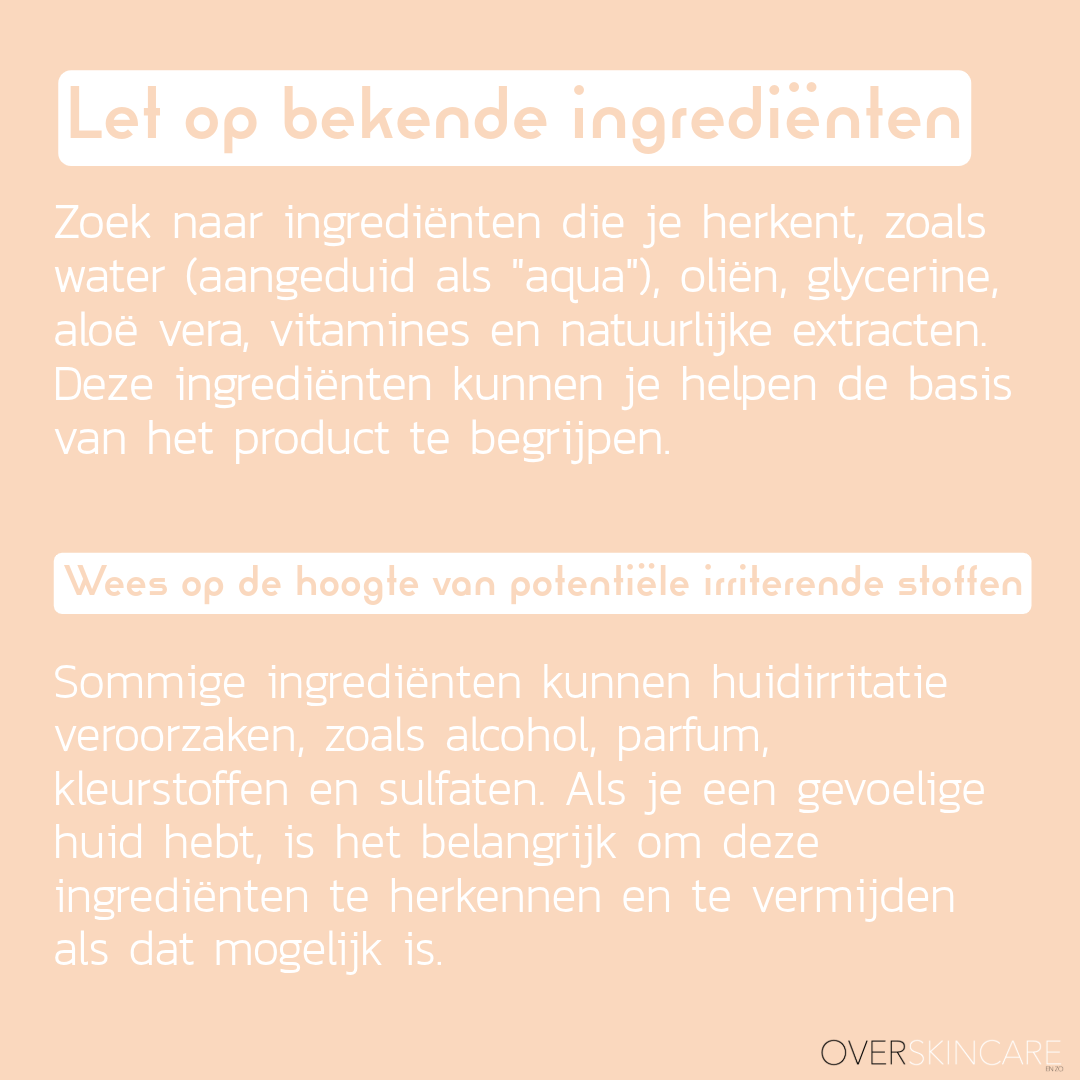 Let op bekende ingrediënten
Zoek naar ingrediënten die je herkent, zoals
water (aangeduid als "aqua"), oliën, glycerine,
aloë vera, vitamines en natuurlijke extracten.
Deze ingrediënten kunnen je helpen de basis
van het product te begrijpen.
Wees op de hoogte van potentiële irriterende stoffen
Sommige ingrediënten kunnen huidirritatie
veroorzaken, zoals alcohol, parfum,
kleurstoffen en sulfaten. Als je een gevoelige
huid hebt, is het belangrijk om deze
ingrediënten te herkennen en te vermijden
als dat mogelijk is.
OVERSKINCARE
ENZO